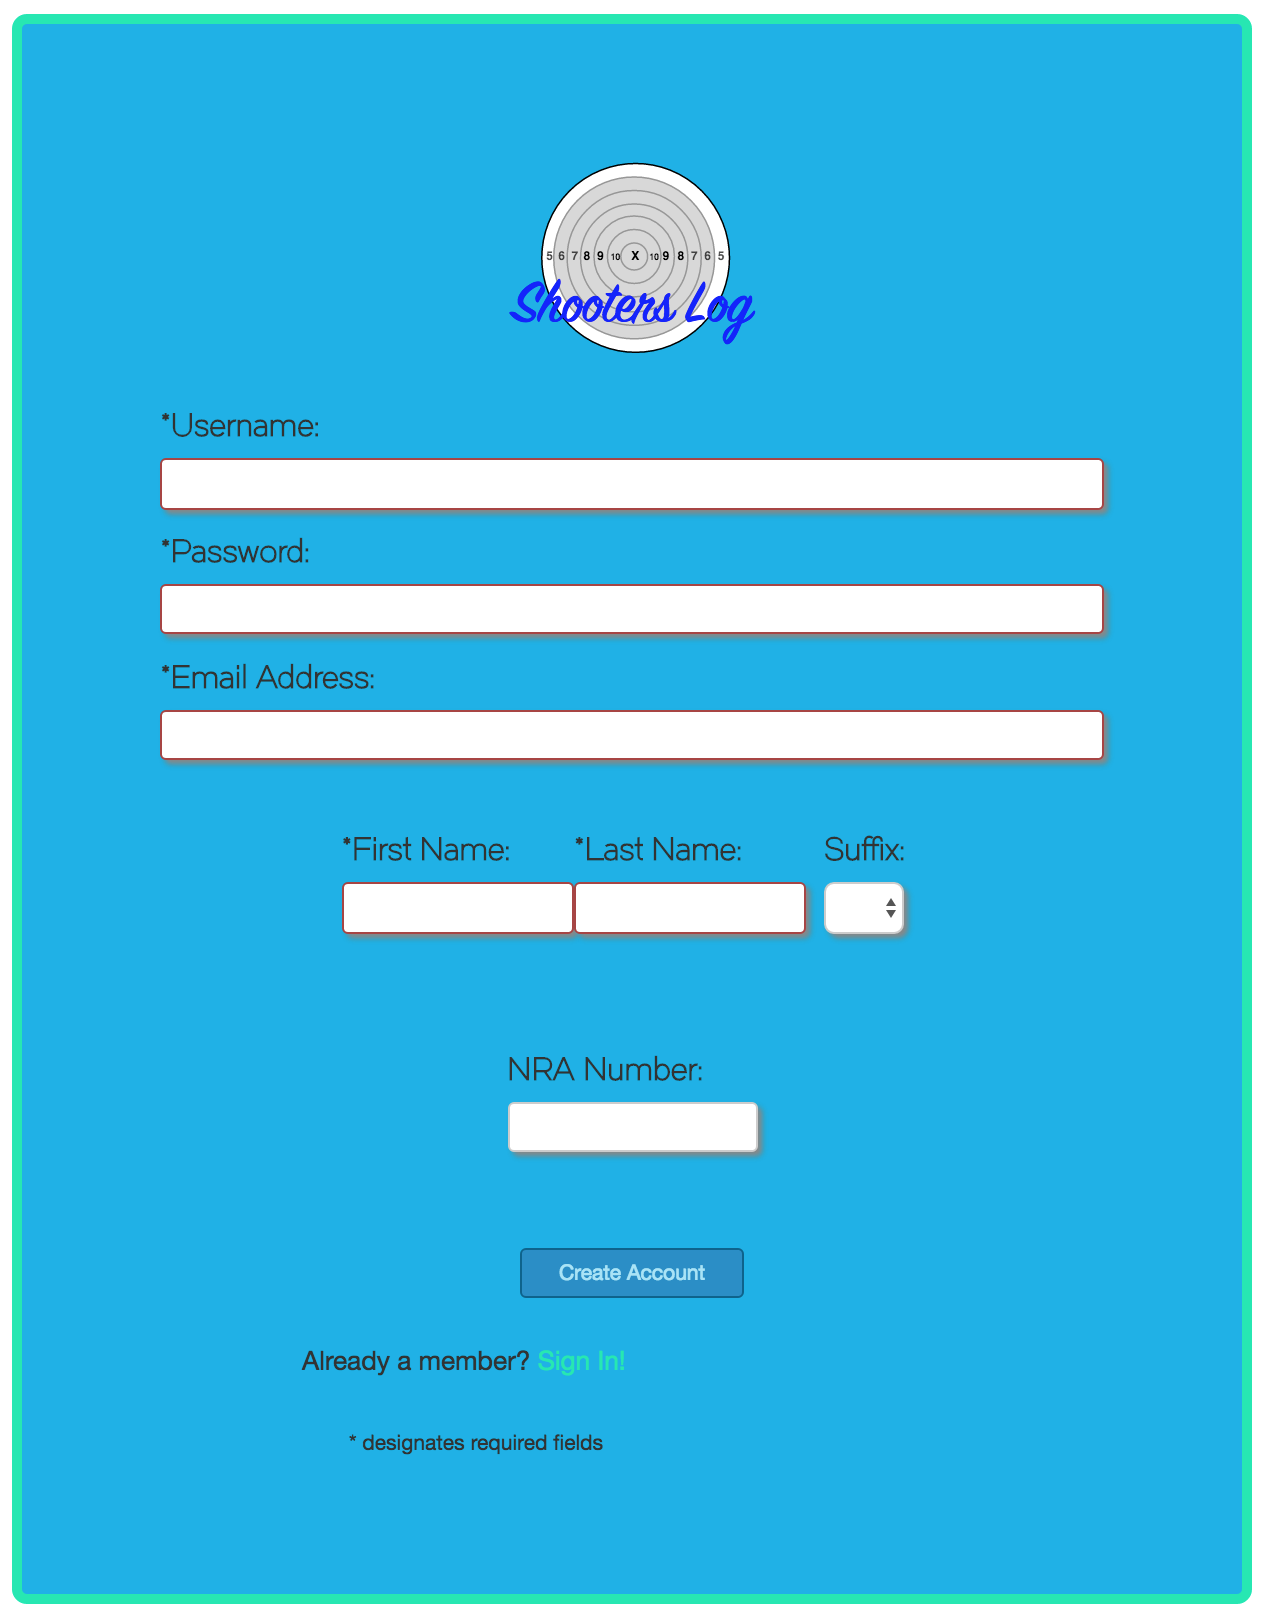 5 6 7 8 9 10 X 10 9 8 7 6 5
Shooters Log
*Username:
*Password:
*Email Address:
*First Name: *Last Name: Suffix:
NRA Number:
Create Account
Already a member? Sign In!
* designates required fields